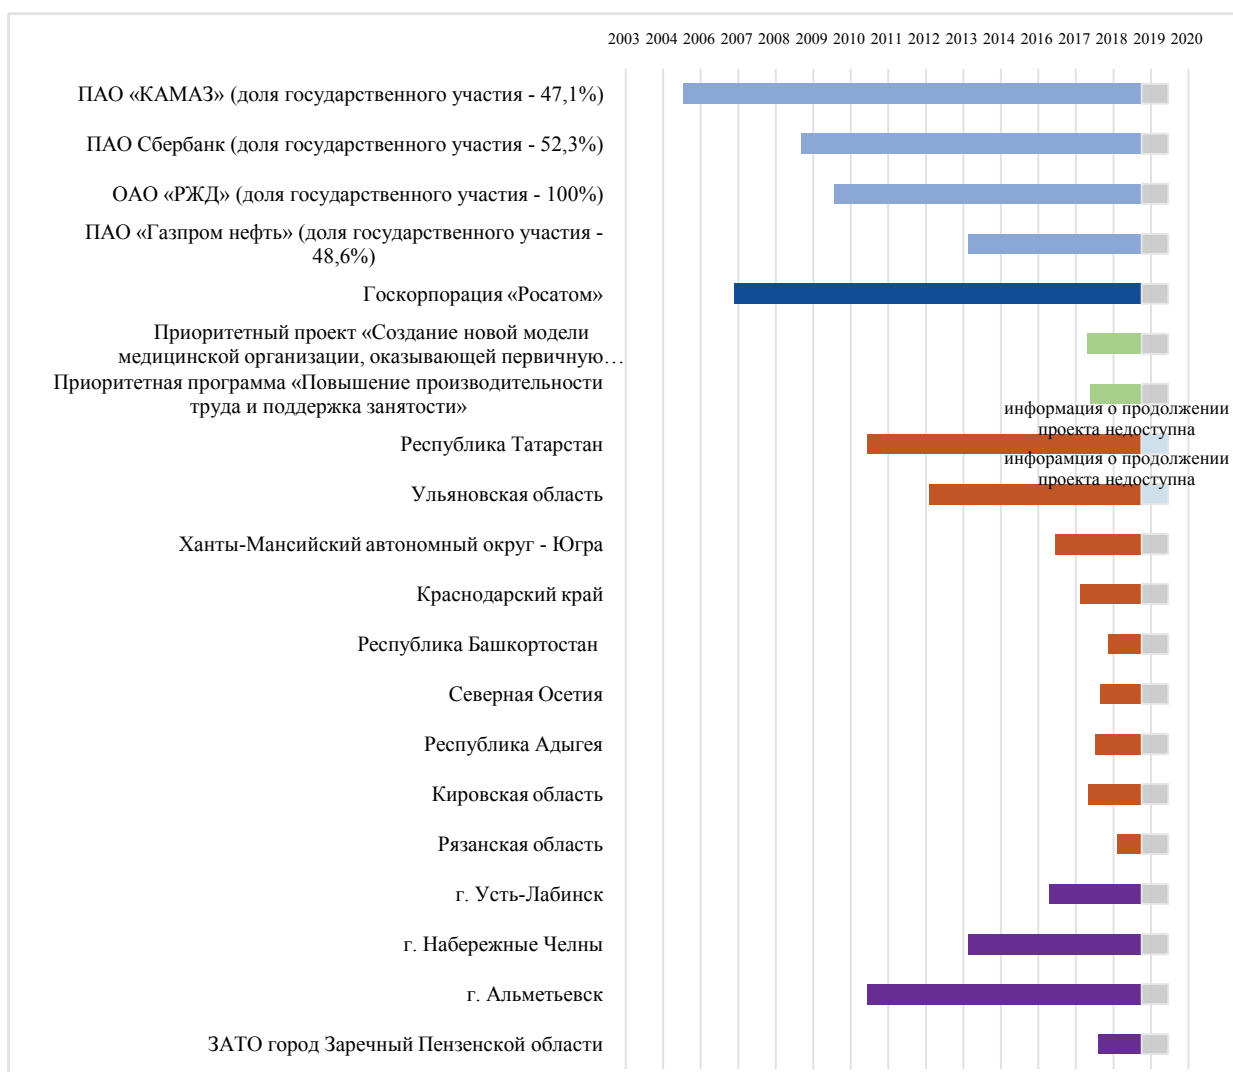 2003 2004 2006 2007 2008 2009 2010 2011 2012 2013 2014 2016 2017 2018 2019 2020
ПАО «КАМАЗ» (доля государственного участия - 47,1%)
ПАО Сбербанк (доля государственного участия - 52,3%)
ОАО «РЖД» (доля государственного участия - 100%)
ПАО «Газпром нефть» (доля государственного участия -
48,6%)
Госкорпорация «Росатом»
Приоритетный проект «Создание новой модели
медицинской организации, оказывающей первичную…
Приоритетная программа «Повышение производительности
труда и поддержка занятости»
информация о продолжении
проекта недоступна
Республика Татарстан
инфорамция о продолжении
проекта недоступна
Ульяновская область
Ханты-Мансийский автономный округ - Югра
Краснодарский край
Республика Башкортостан
Северная Осетия
Республика Адыгея
Кировская область
Рязанская область
г. Усть-Лабинск
г. Набережные Челны
г. Альметьевск
ЗАТО город Заречный Пензенской области